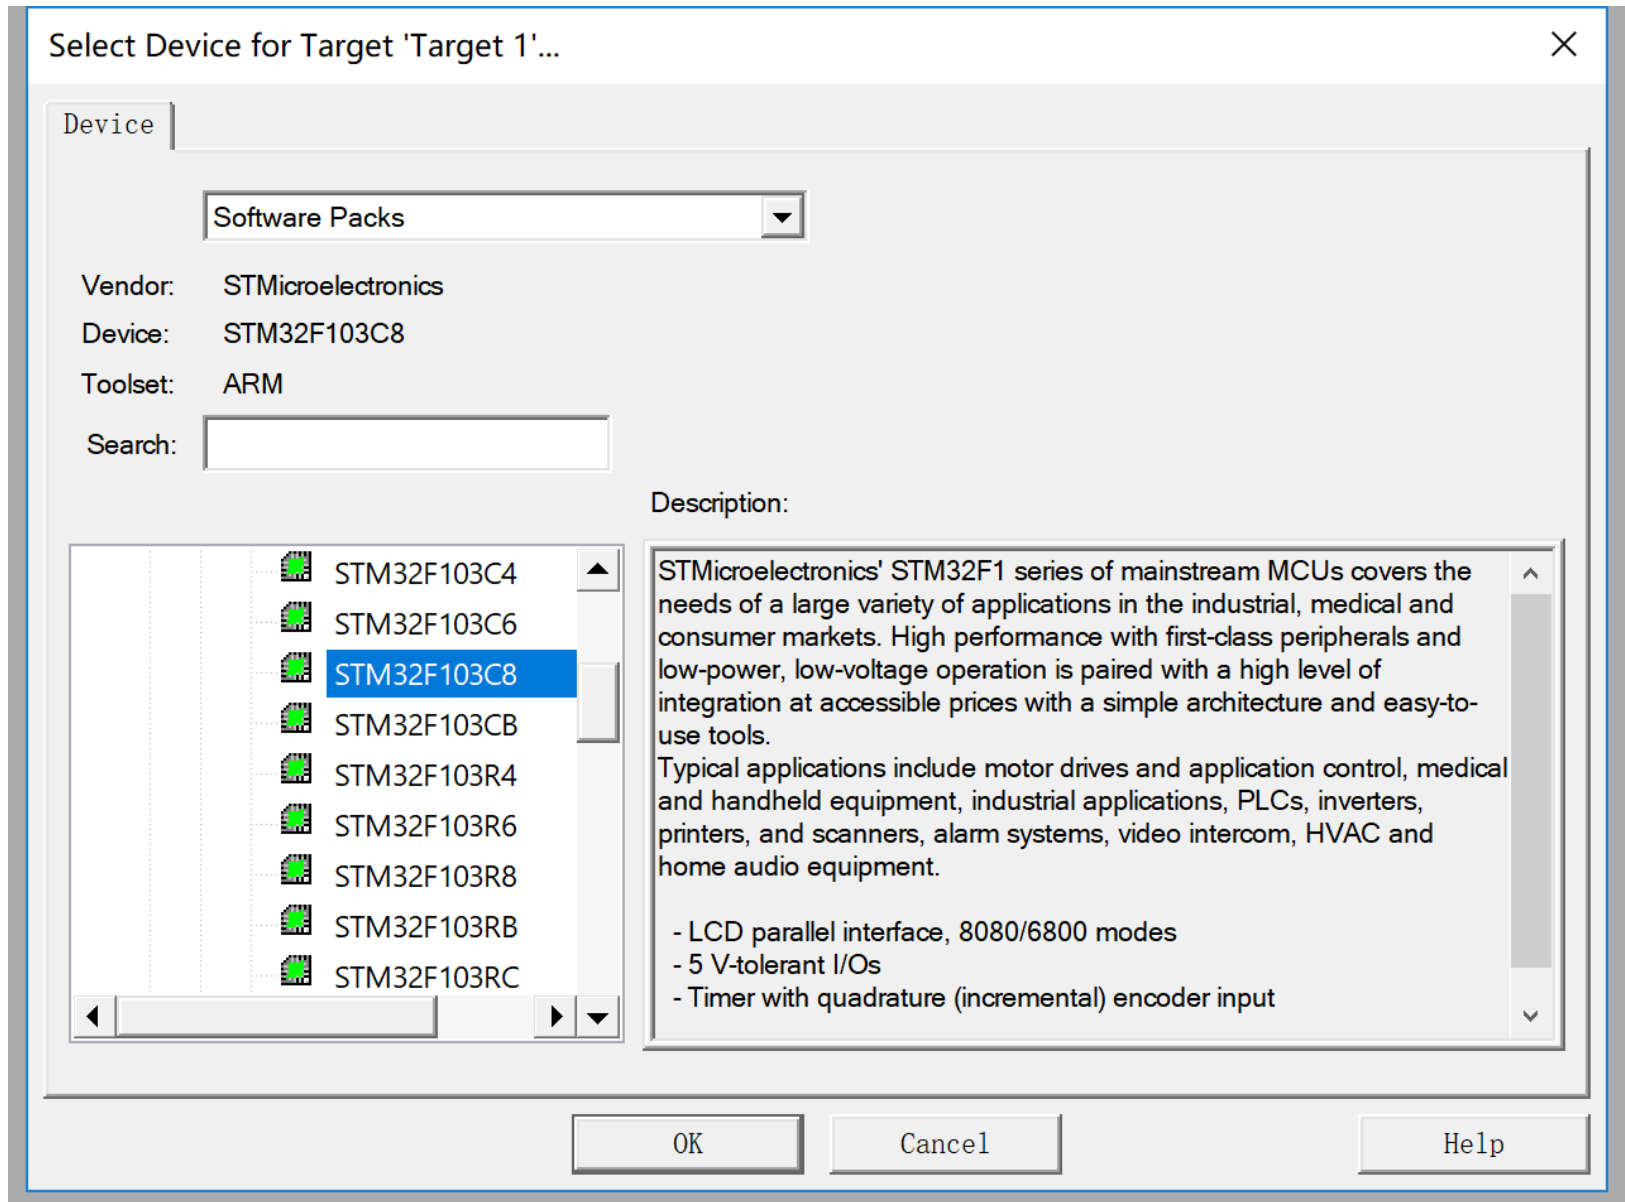 Select Device for Target 'Target 1'...
Device
Software Packs
Vendor: STMicroelectronics
Device: STM32F103C8
Toolset: ARM
Search:
Description:
STM32F103C4
STM32F103C6
STM32F103C8
STM32F103CB
STM32F103R4
STM32F103R6
STM32F103R8
STM32F103RB
STM32F103RC
STMicroelectronics' STM32F1 series of mainstream MCUs covers the
needs of a large variety of applications in the industrial, medical and
consumer markets. High performance with first-class peripherals and
low-power, low-voltage operation is paired with a high level of
integration at accessible prices with a simple architecture and easy-to-
use tools.
Typical applications include motor drives and application control, medical
and handheld equipment, industrial applications, PLCs, inverters,
printers, and scanners, alarm systems, video intercom, HVAC and
home audio equipment.
- LCD parallel interface, 8080/6800 modes
- 5 V-tolerant I/Os
- Timer with quadrature (incremental) encoder input
OK Cancel Help